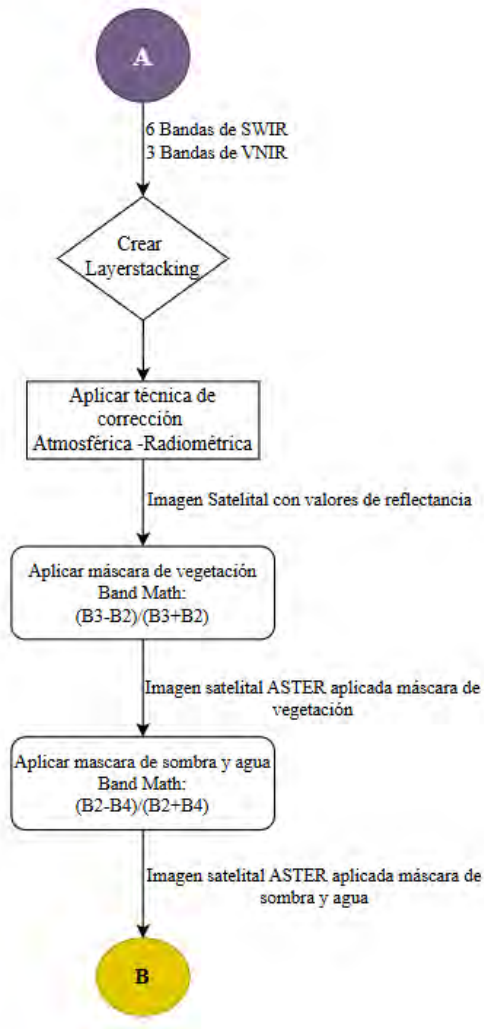 A
6 Bandas de SWIR
3 Bandas de VNIR
Crear
Layerstacking
Aplicar técnica de
corrección
Atmosférica -Radiométrica
Imagen Satelital con valores de reflectancia
Aplicar máscara de vegetación
Band Math:
(B3-B2)/(B3+B2)
Imagen satelital ASTER aplicada máscara de
vegetación
Aplicar mascara de sombra y agua
Band Math:
(B2-B4)/(B2+B4)
Imagen satelital ASTER aplicada máscara de
sombra y agua
B